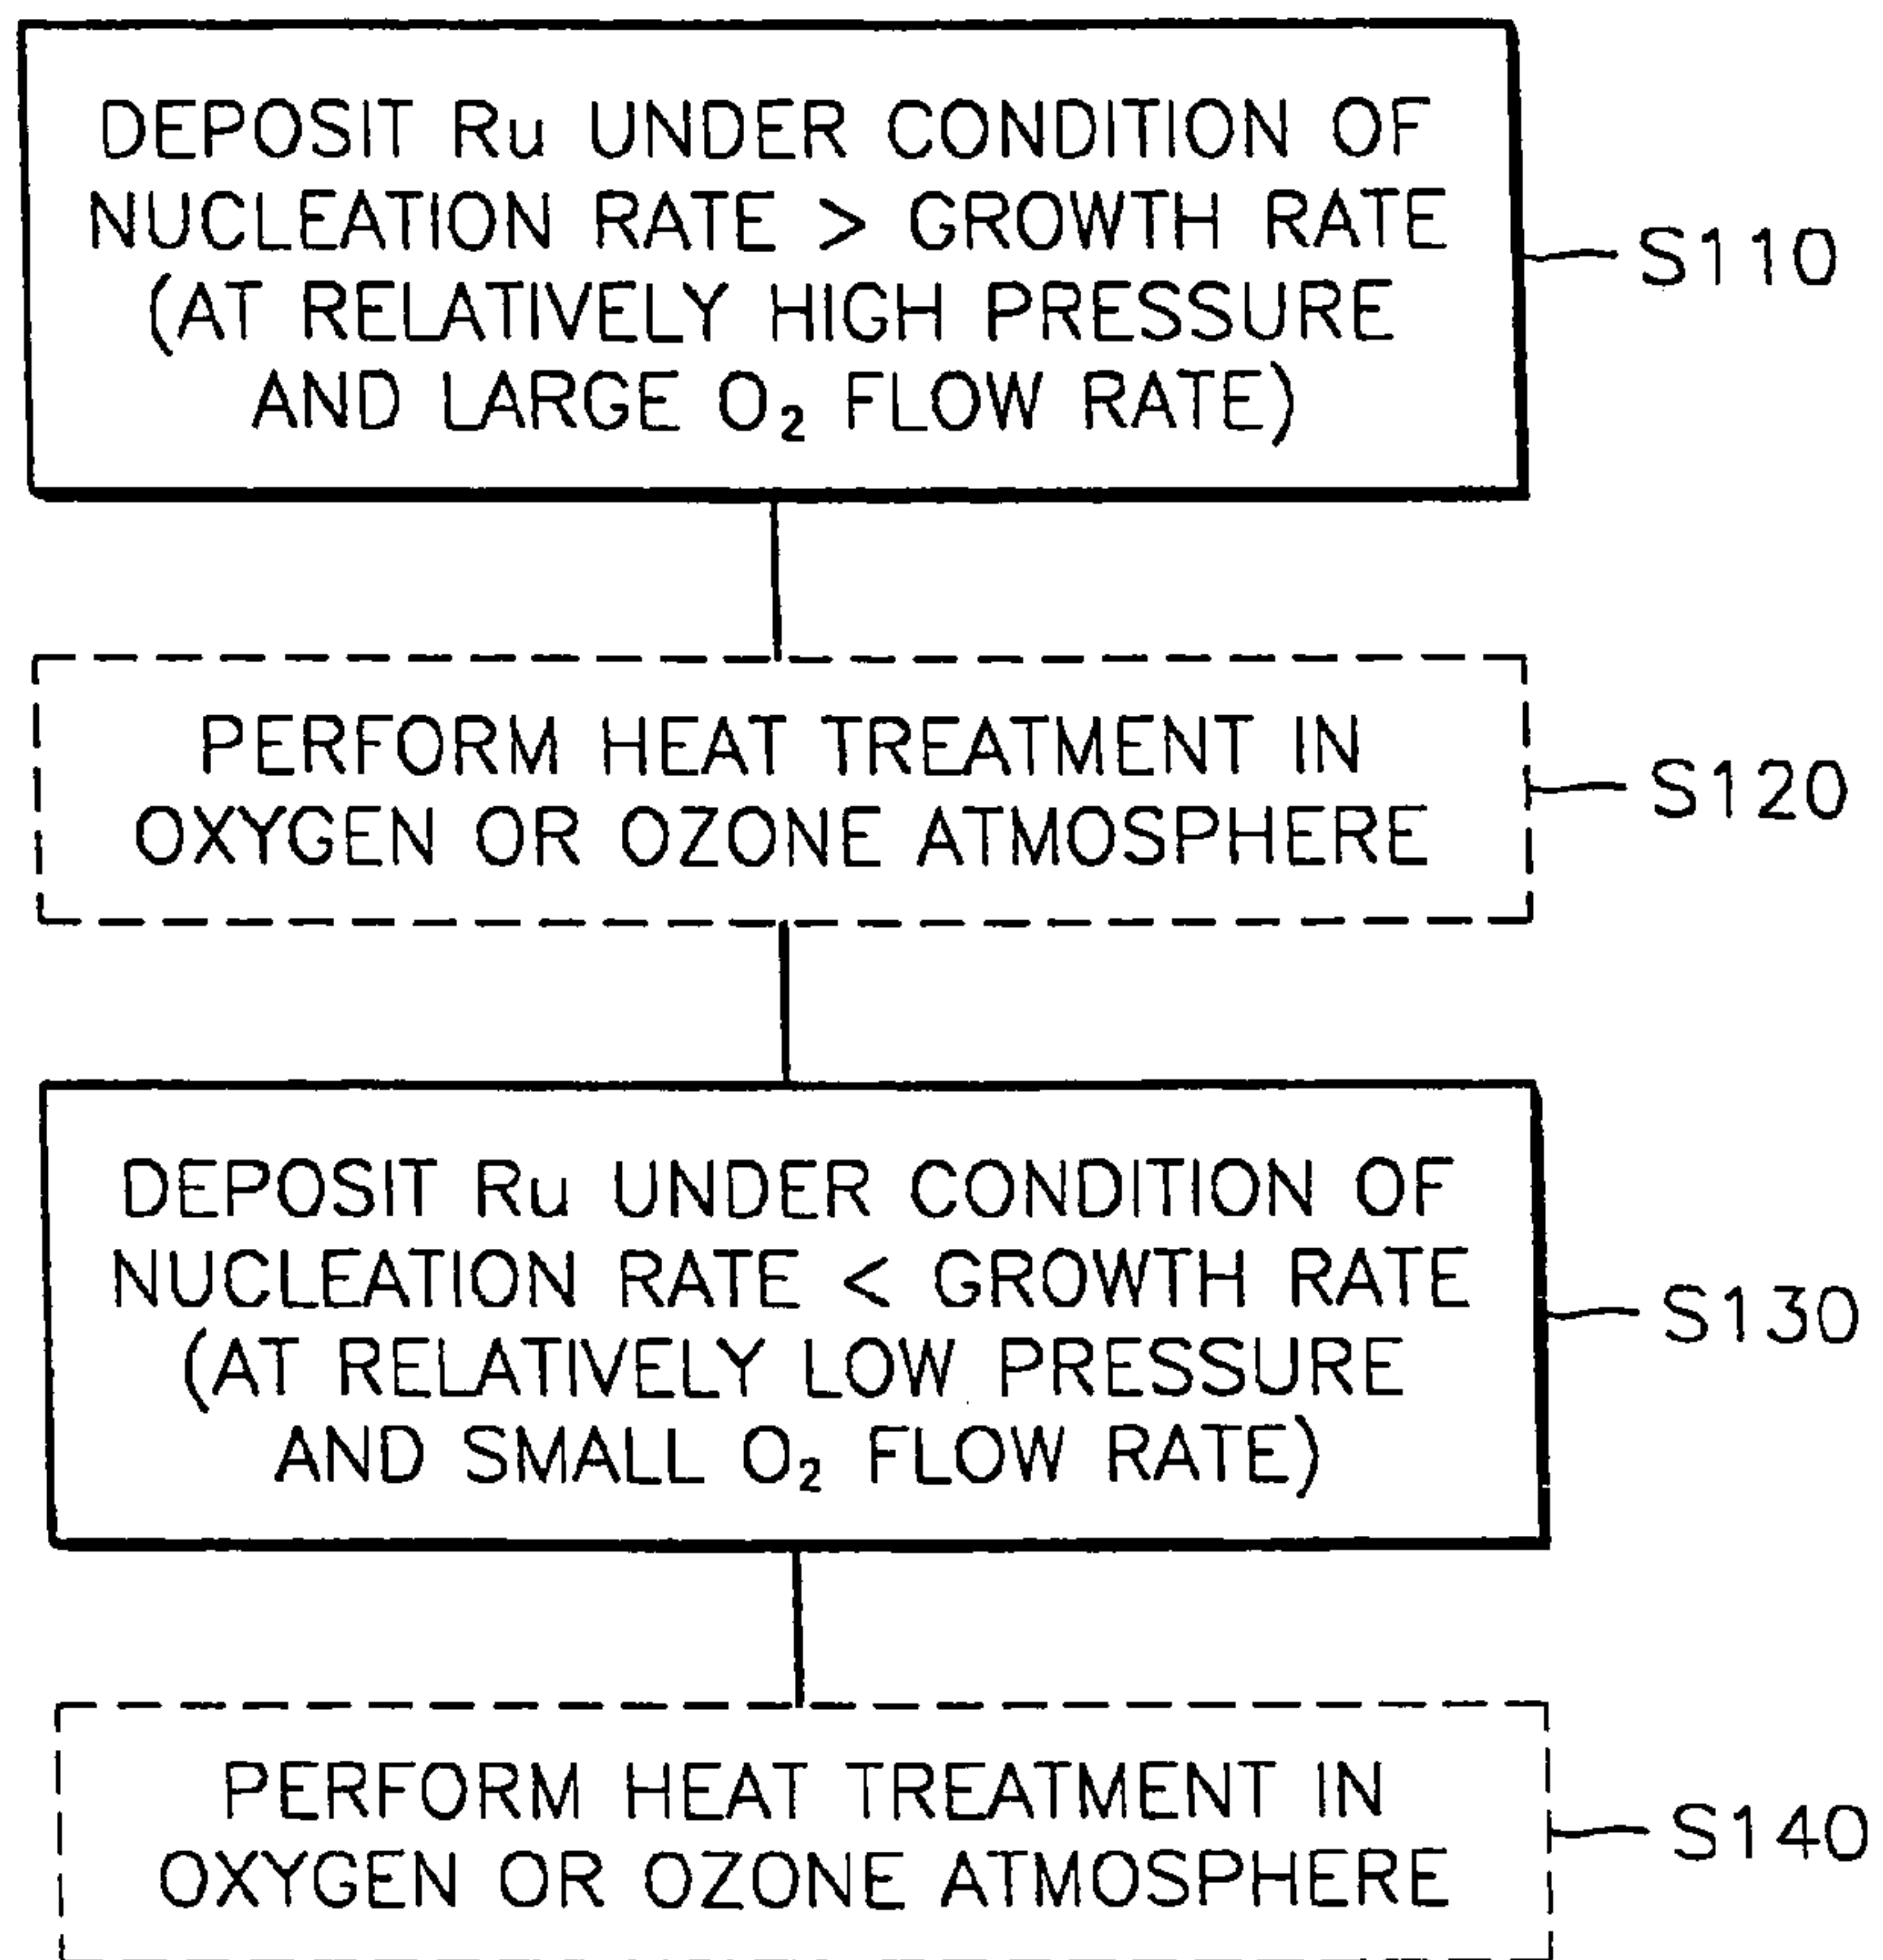 DEPOSIT Ru UNDER CONDITION OF
NUCLEATION RATE > GROWTH RATE
(AT RELATIVELY HIGH PRESSURE
AND LARGE O₂ FLOW RATE)
S110
PERFORM HEAT TREATMENT IN
OXYGEN OR OZONE ATMOSPHERE
S120
DEPOSIT Ru UNDER CONDITION OF
NUCLEATION RATE < GROWTH RATE
(AT RELATIVELY LOW PRESSURE
AND SMALL O₂ FLOW RATE)
S130
PERFORM HEAT TREATMENT IN
OXYGEN OR OZONE ATMOSPHERE
S140